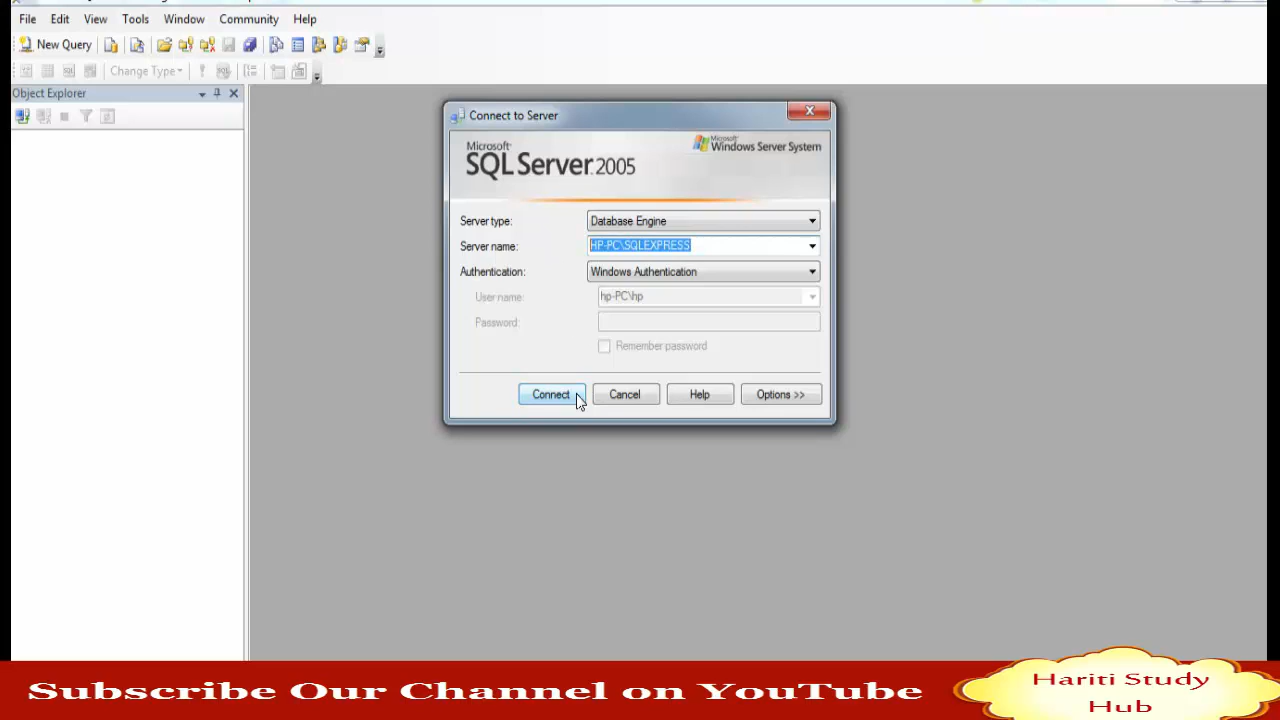 File Edit View Tools Window Community Help
New Query
Change Type
Object Explorer
Connect to Server
Microsoft
SQL Server 2005
Microsoft
Windows Server System
Server type: Database Engine
Server name: HP-PC\SQLEXPRESS
Authentication: Windows Authentication
User name: hp-PC\hp
Password:
Remember password
Connect Cancel Help Options >>
Subscribe Our Channel on YouTube
Hariti Study
Hub